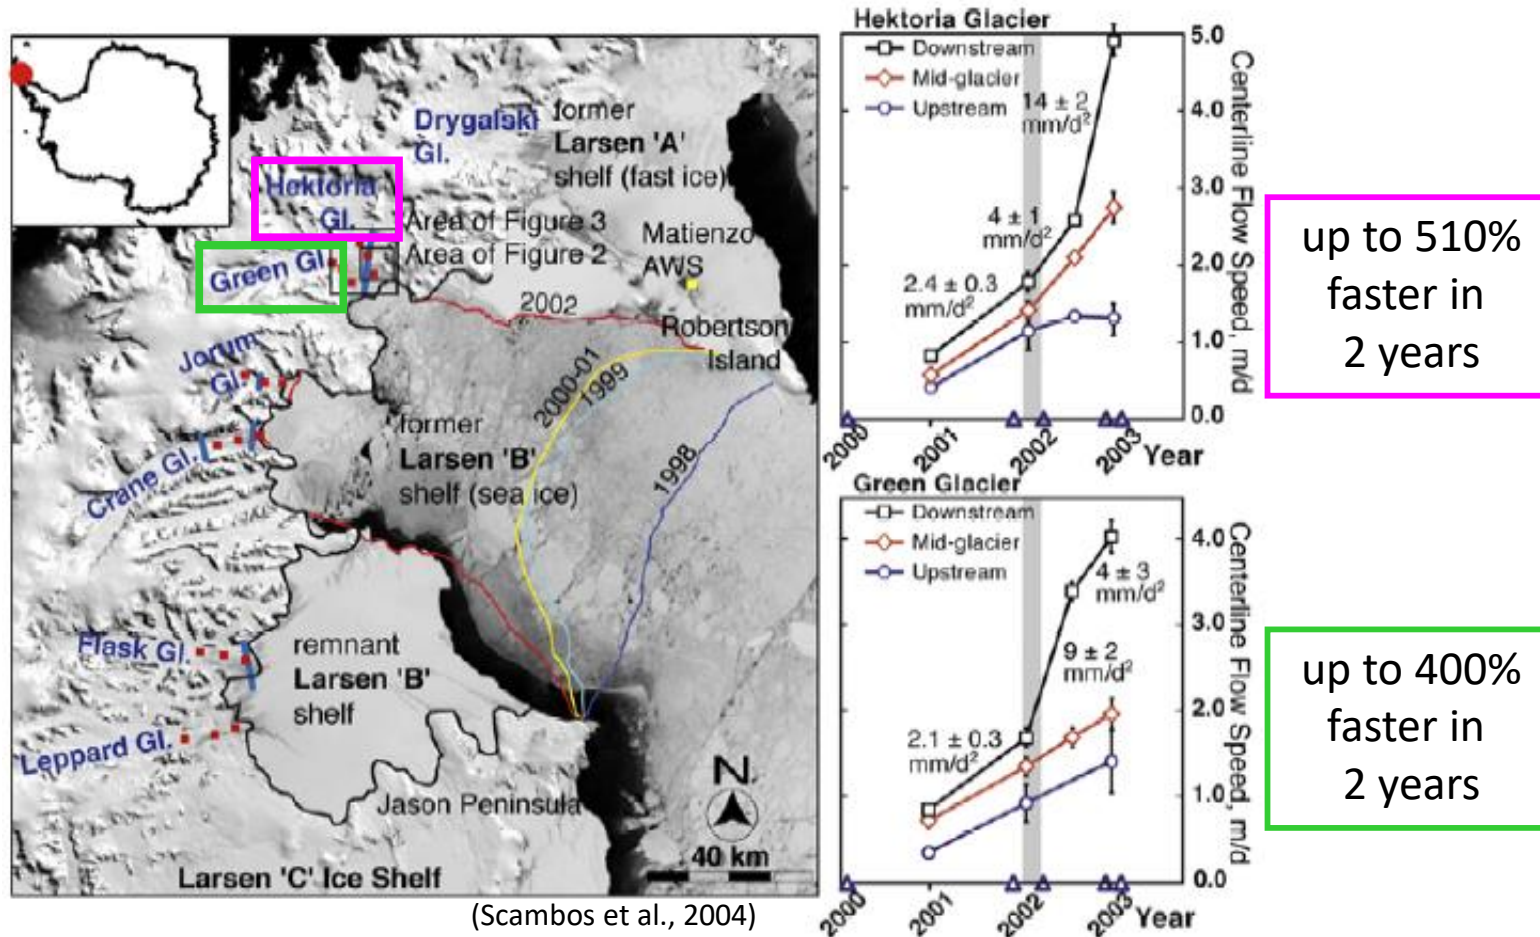 Drygalski
Gl.
former
Larsen 'A'
shelf (fast ice)
Hektoria
Gl.
Area of Figure 3
Green Gl.
Area of Figure 2
Matienzo
AWS
2002
Robertson
Island
Jorum
Gl.
2000-01
1999
1998
former
Larsen 'B'
shelf (sea ice)
Crane Gl.
Flask Gl.
remnant
Larsen 'B'
shelf
Leppard Gl.
Jason Peninsula
N
40 km
Larsen 'C' Ice Shelf
(Scambos et al., 2004)
Hektoria Glacier
Downstream
Mid-glacier
Upstream
14 ± 2
mm/d²
4 ± 1
mm/d²
2.4 ± 0.3
mm/d²
5.0
4.0
3.0
2.0
1.0
0.0
Centerline Flow Speed, m/d
2000
2001
2002
2003
Year
Green Glacier
Downstream
Mid-glacier
Upstream
4 ± 3
mm/d²
9 ± 2
mm/d²
2.1 ± 0.3
mm/d²
4.0
3.0
2.0
1.0
0.0
Centerline Flow Speed, m/d
2000
2001
2002
2003
Year
up to 510%
faster in
2 years
up to 400%
faster in
2 years